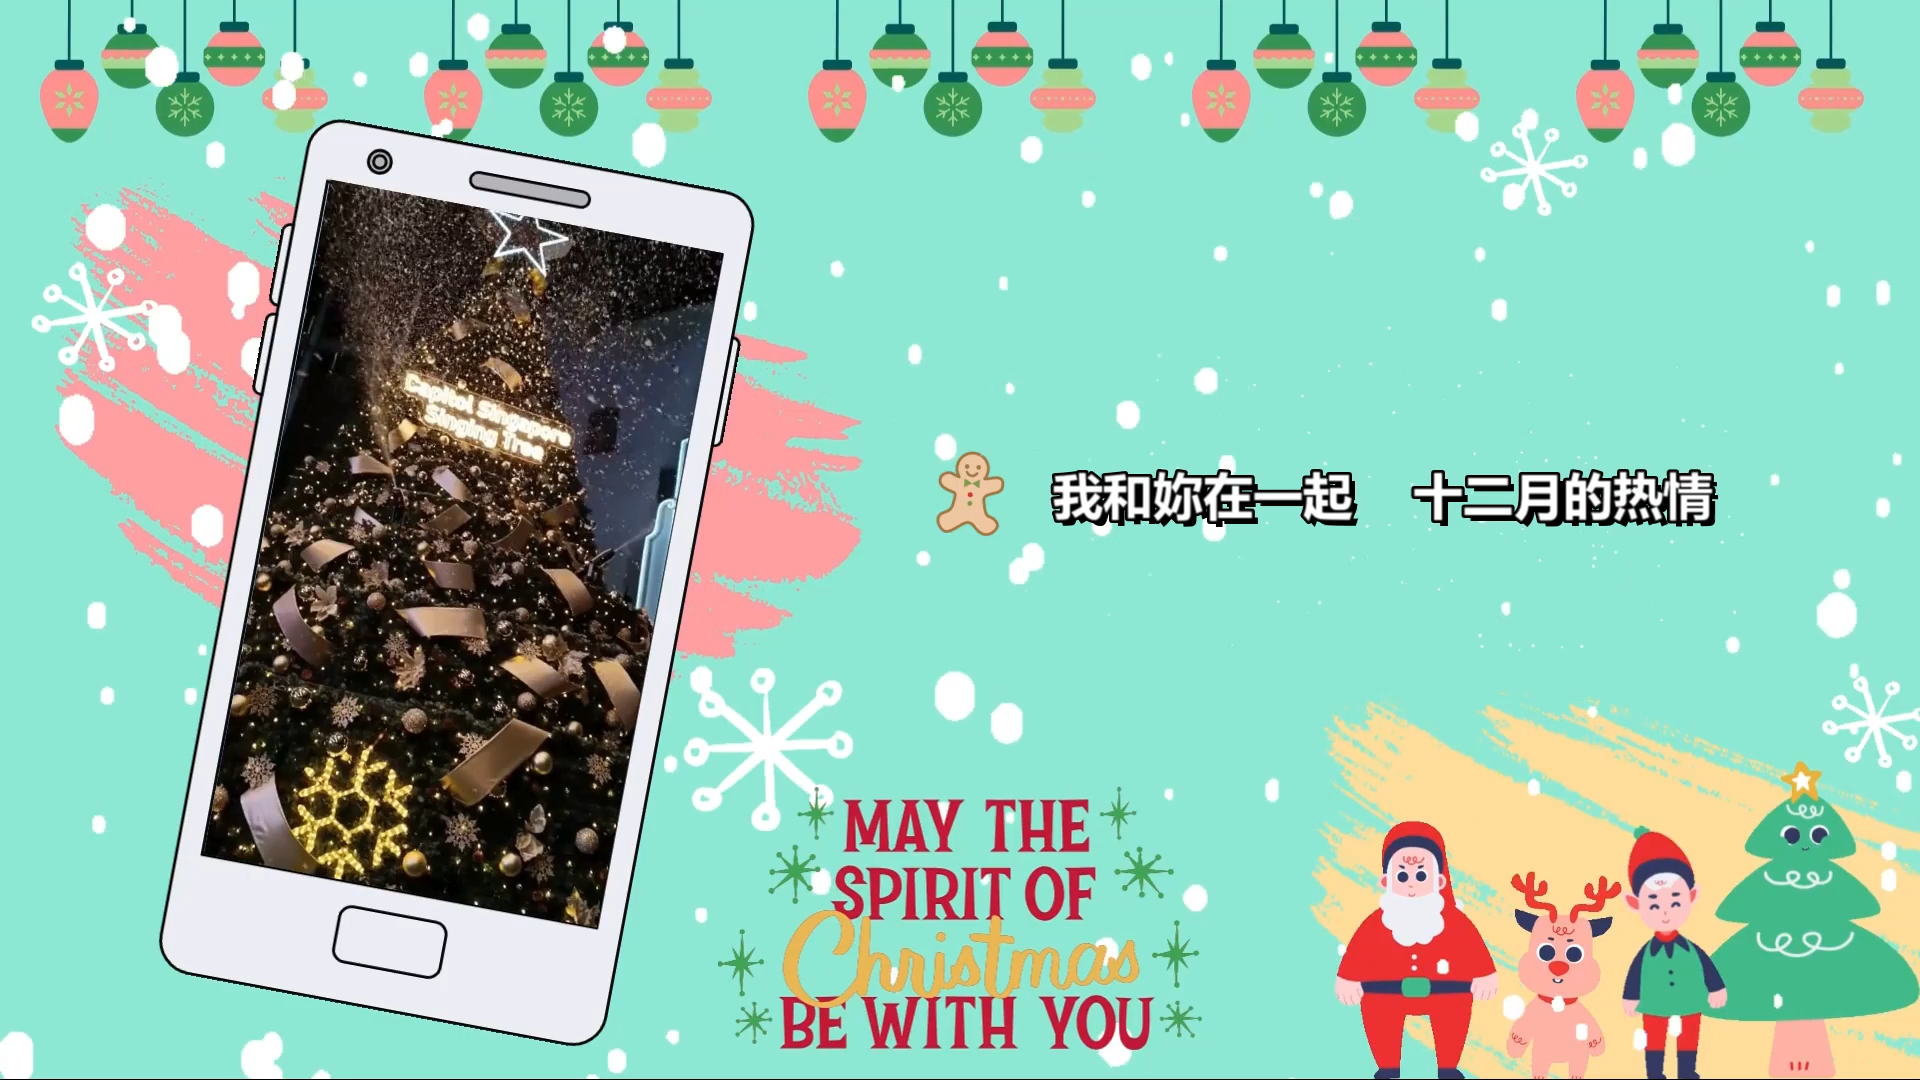 Capitol Singapore
Singing Tree
我和妳在一起 十二月的热情
MAY THE
SPIRIT OF
Christmas
BE WITH YOU